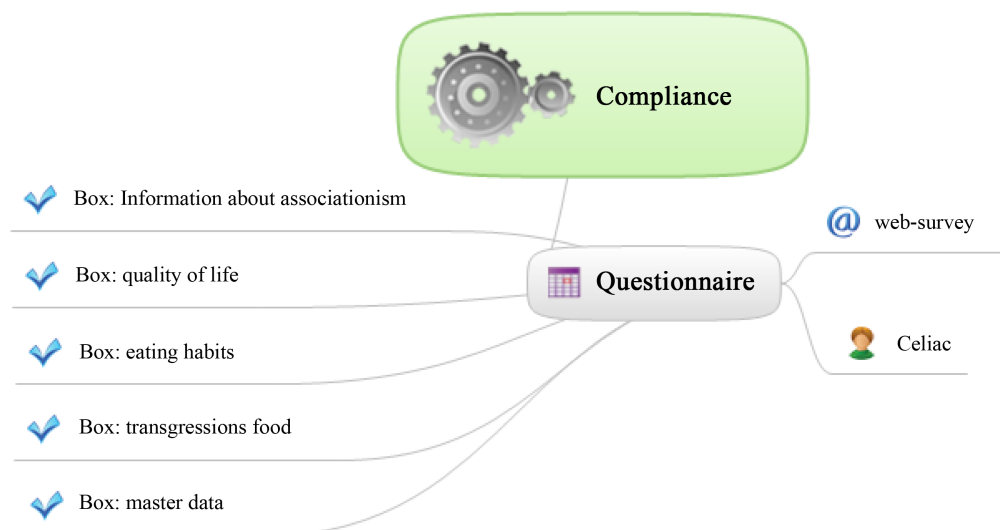 Compliance
Box: Information about associationism
web-survey
Box: quality of life
Questionnaire
Box: eating habits
Celiac
Box: transgressions food
Box: master data